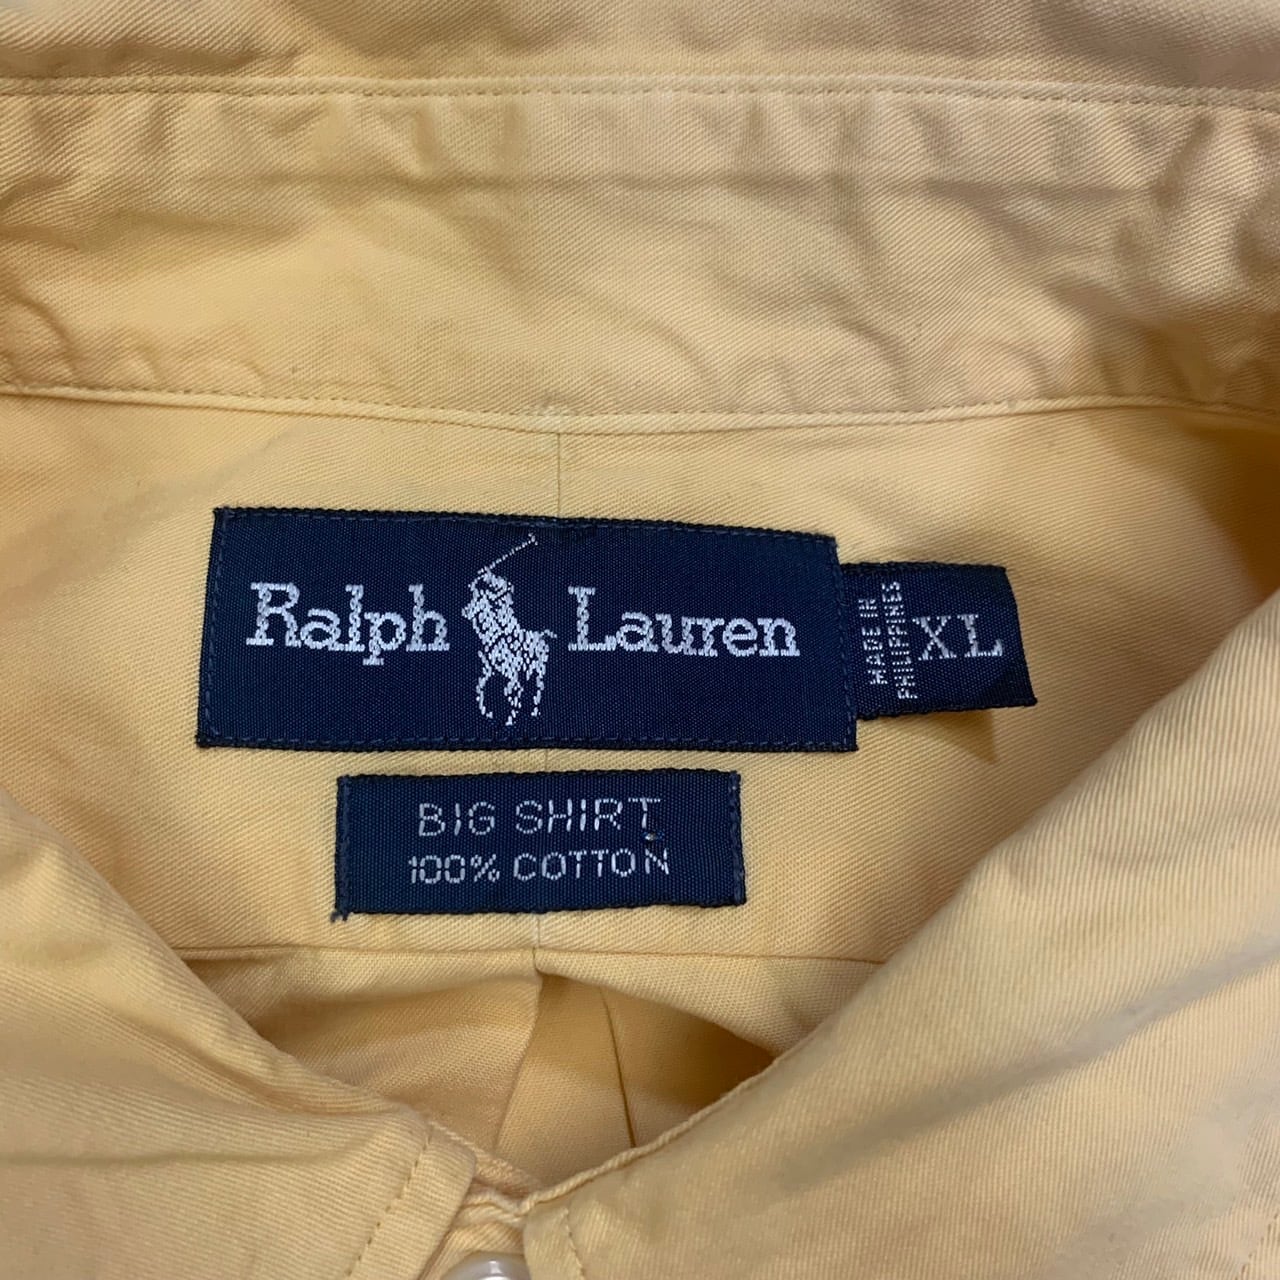 Ralph Lauren
MADE IN
PHILIPPINES
XL
BIG SHIRT
100% COTTON